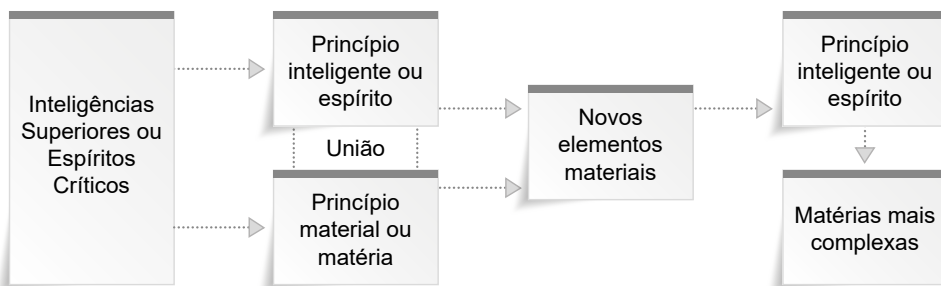 Inteligências
Superiores ou
Espíritos
Críticos
Princípio
inteligente ou
espírito
União
Princípio
material ou
matéria
Novos
elementos
materiais
Princípio
inteligente ou
espírito
Matérias mais
complexas